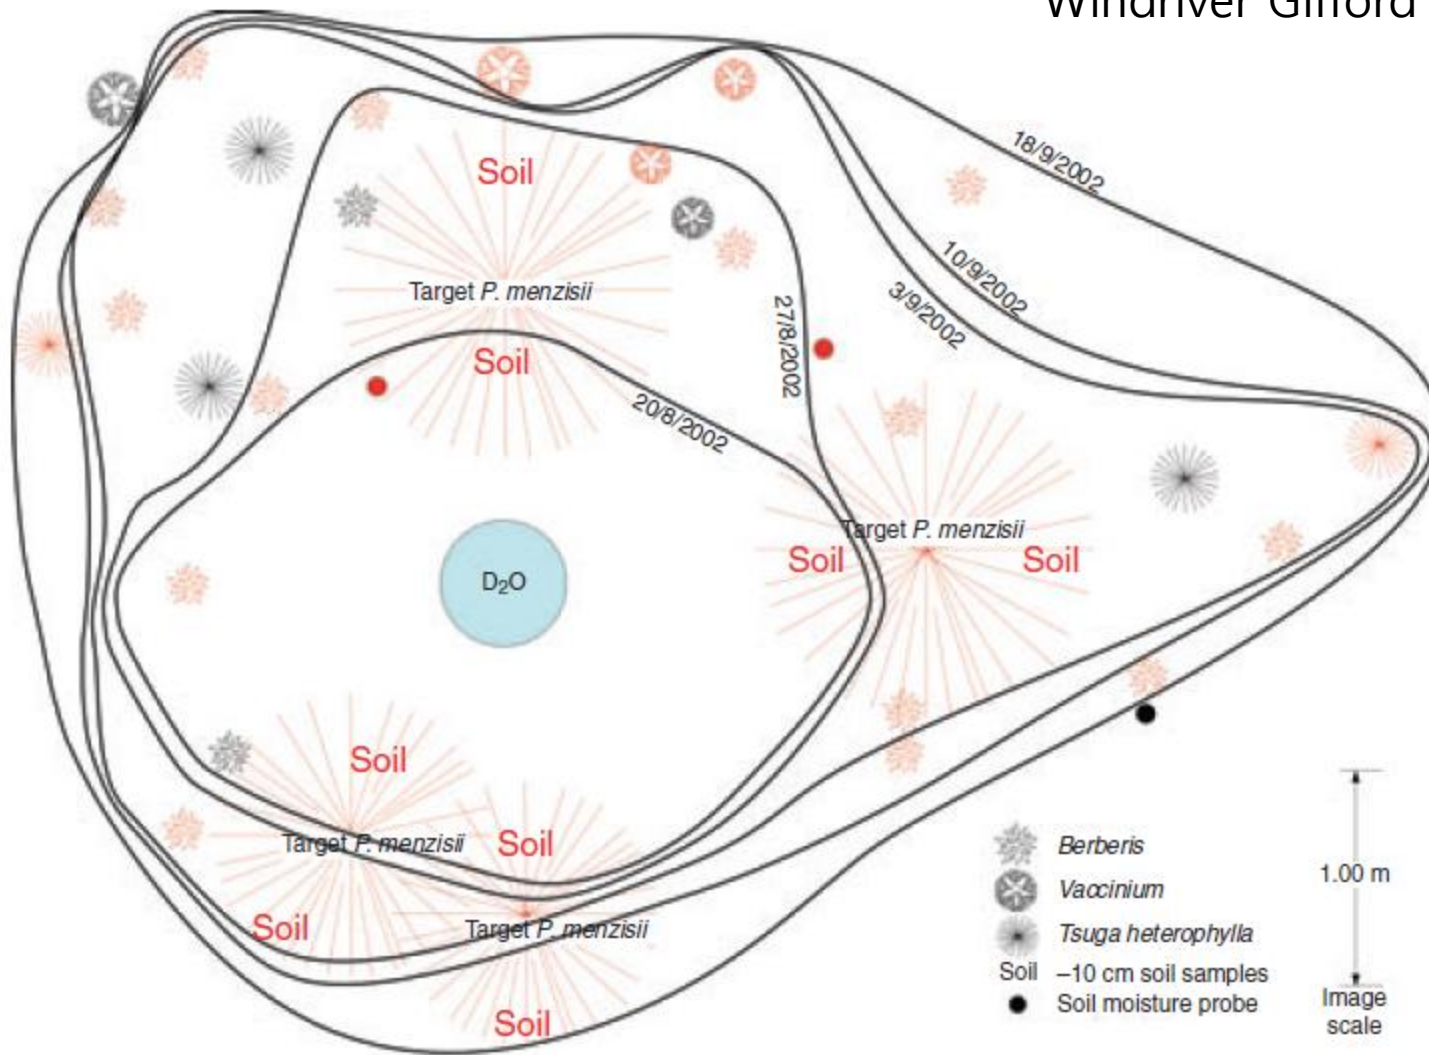 Windriver Gifford
18/9/2002
Soil
10/9/2002
Target P. menzisii
3/9/2002
27/8/2002
Soil
20/8/2002
Target P. menzisii
Soil
Soil
D₂O
Soil
Target P. menzisii
Soil
Soil
Target P. menzisii
Soil
Berberis
Vaccinium
Tsuga heterophylla
Soil –10 cm soil samples
Soil moisture probe
1.00 m
Image
scale